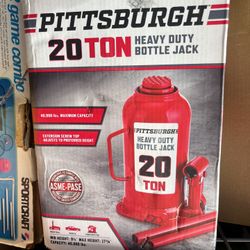 game combo
SPORTCRAFT
PITTSBURGH
20 TON HEAVY DUTY
BOTTLE JACK
40,000 lbs. MAXIMUM CAPACITY
EXTENSION SCREW TOP
ADJUSTS TO PREFERRED HEIGHT
ASME-PASE
PITTSBURGH
HEAVY DUTY
BOTTLE JACK
20
TON